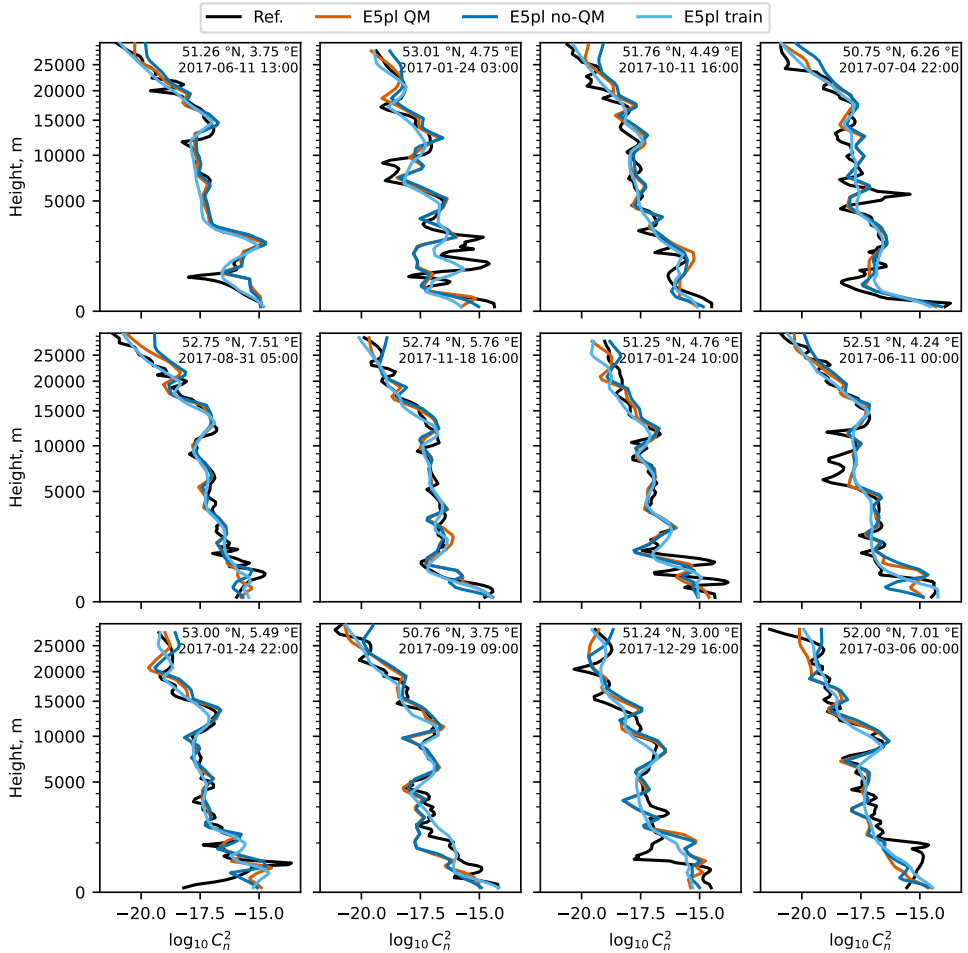 Ref. E5pl QM E5pl no-QM E5pl train
Height, m
25000
20000
15000
10000
5000
0
51.26 °N, 3.75 °E
2017-06-11 13:00
53.01 °N, 4.75 °E
2017-01-24 03:00
51.76 °N, 4.49 °E
2017-10-11 16:00
50.75 °N, 6.26 °E
2017-07-04 22:00
Height, m
25000
20000
15000
10000
5000
0
52.75 °N, 7.51 °E
2017-08-31 05:00
52.74 °N, 5.76 °E
2017-11-18 16:00
51.25 °N, 4.76 °E
2017-01-24 10:00
52.51 °N, 4.24 °E
2017-06-11 00:00
Height, m
25000
20000
15000
10000
5000
0
53.00 °N, 5.49 °E
2017-01-24 22:00
50.76 °N, 3.75 °E
2017-09-19 09:00
51.24 °N, 3.00 °E
2017-12-29 16:00
52.00 °N, 7.01 °E
2017-03-06 00:00
−20.0 −17.5 −15.0 −20.0 −17.5 −15.0 −20.0 −17.5 −15.0 −20.0 −17.5 −15.0
log₁₀ Cₙ² log₁₀ Cₙ² log₁₀ Cₙ² log₁₀ Cₙ²